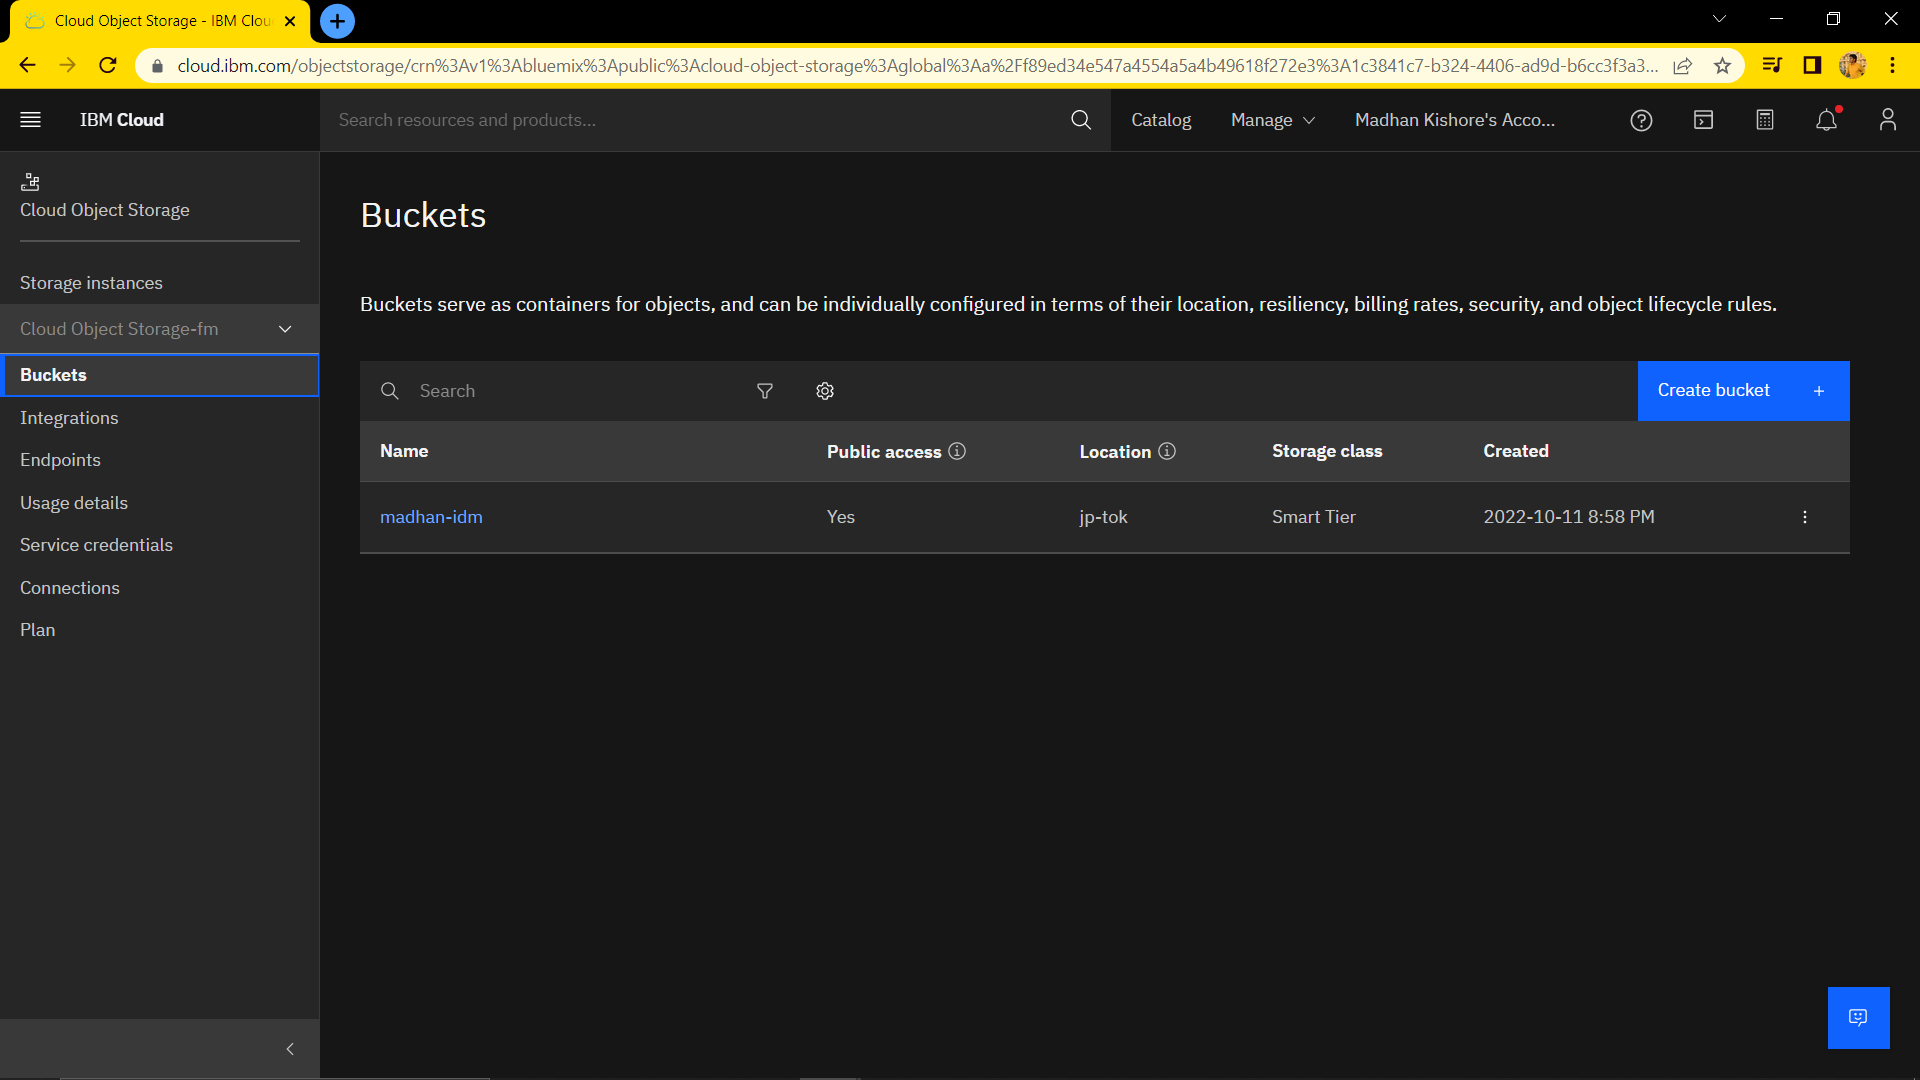 Cloud Object Storage - IBM Clou
cloud.ibm.com/objectstorage/crn%3Av1%3Abluemix%3Apublic%3Acloud-object-storage%3Aglobal%3Aa%2Ff89ed34e547a4554a5a4b49618f272e3%3A1c3841c7-b324-4406-ad9d-b6cc3f3a3...
IBM Cloud
Search resources and products...
Catalog
Manage
Madhan Kishore's Acco...
Cloud Object Storage
Storage instances
Cloud Object Storage-fm
Buckets
Integrations
Endpoints
Usage details
Service credentials
Connections
Plan
Buckets
Buckets serve as containers for objects, and can be individually configured in terms of their location, resiliency, billing rates, security, and object lifecycle rules.
Search
Create bucket +
Name Public access Location Storage class Created
madhan-idm Yes jp-tok Smart Tier 2022-10-11 8:58 PM